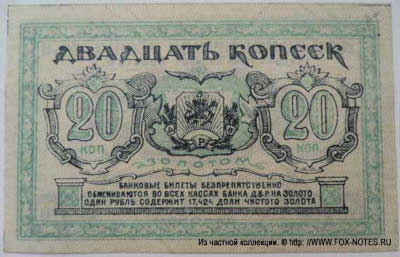 ДВАДЦАТЬ КОПЕЕК
20 20
КОП КОП.
Д В
Р
ЗОЛОТОМ
БАНКОВЫЕ БИЛЕТЫ БЕЗПРЕПЯТСТВЕННО
ОБМЕНИВАЮТСЯ ВО ВСЕХ КАССАХ БАНКА Д.В.Р. НА ЗОЛОТО
ОДИН РУБЛЬ СОДЕРЖИТ 17,424 ДОЛИ ЧИСТОГО ЗОЛОТА
Из частной коллекции. © http://WWW.FOX-NOTES.RU